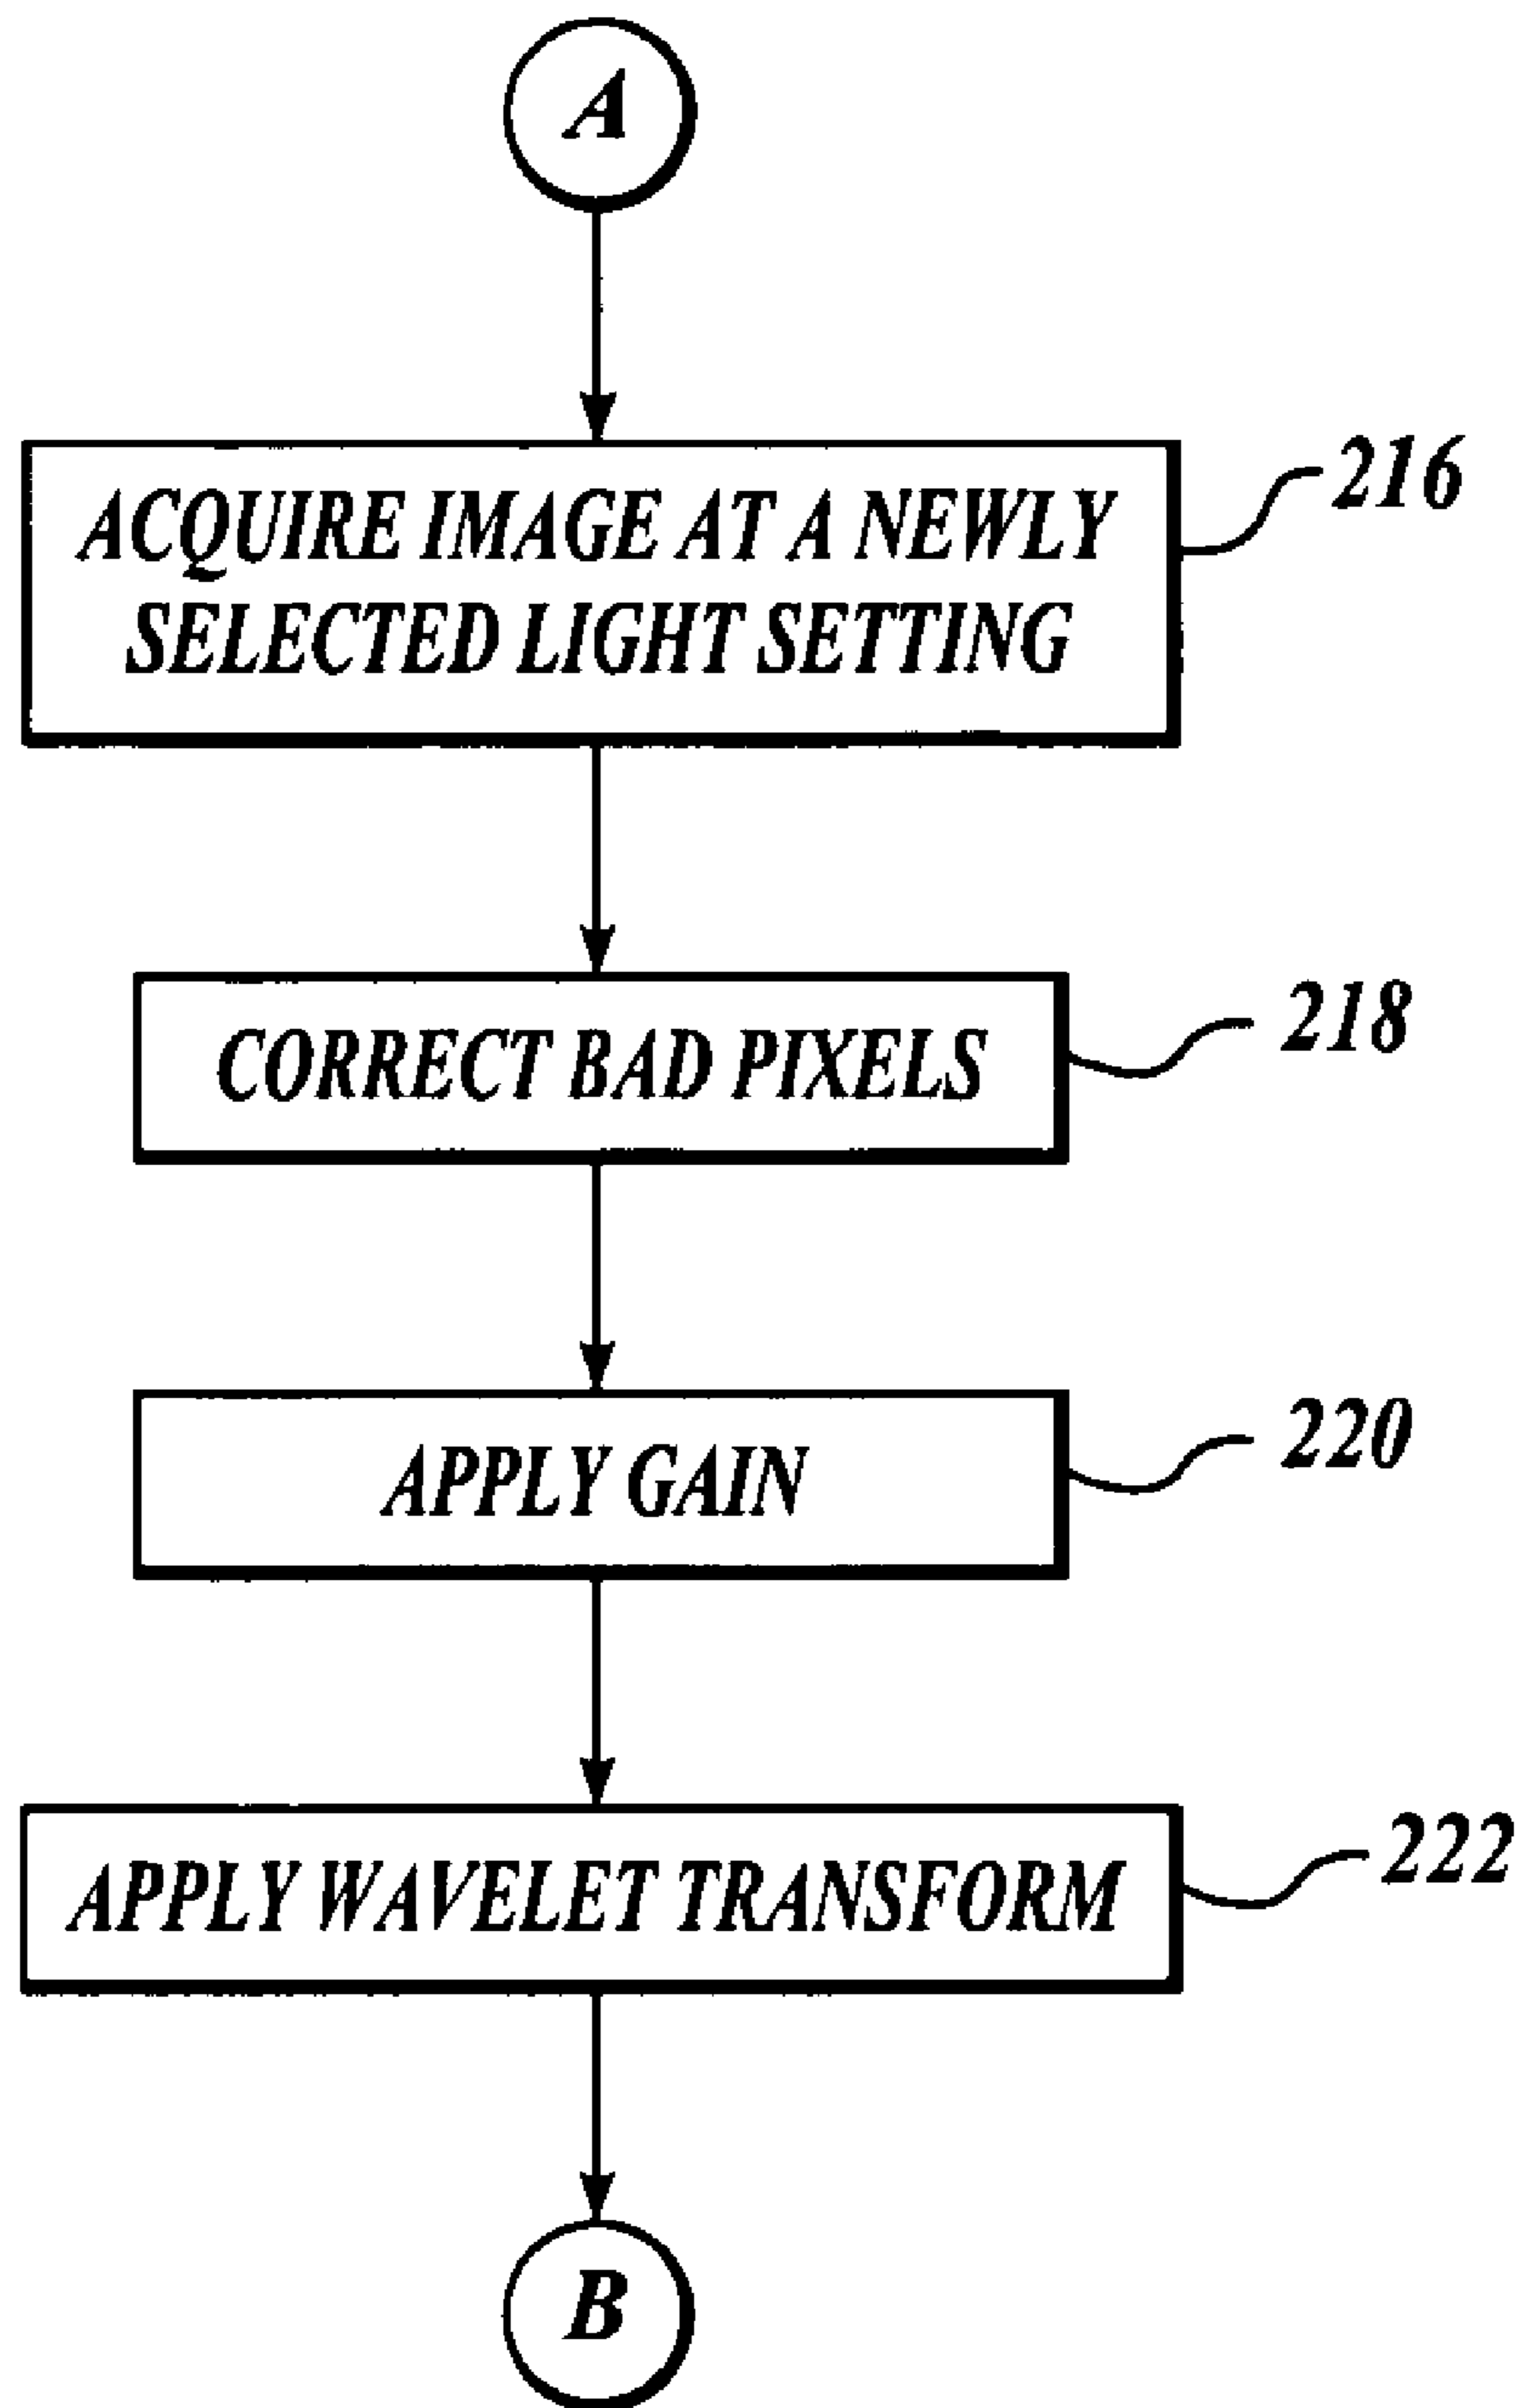 A
ACQUIRE IMAGE AT A NEWLY
SELECTED LIGHT SETTING
216
CORRECT BAD PIXELS
218
APPLY GAIN
220
APPLY WAVELET TRANSFORM
222
B